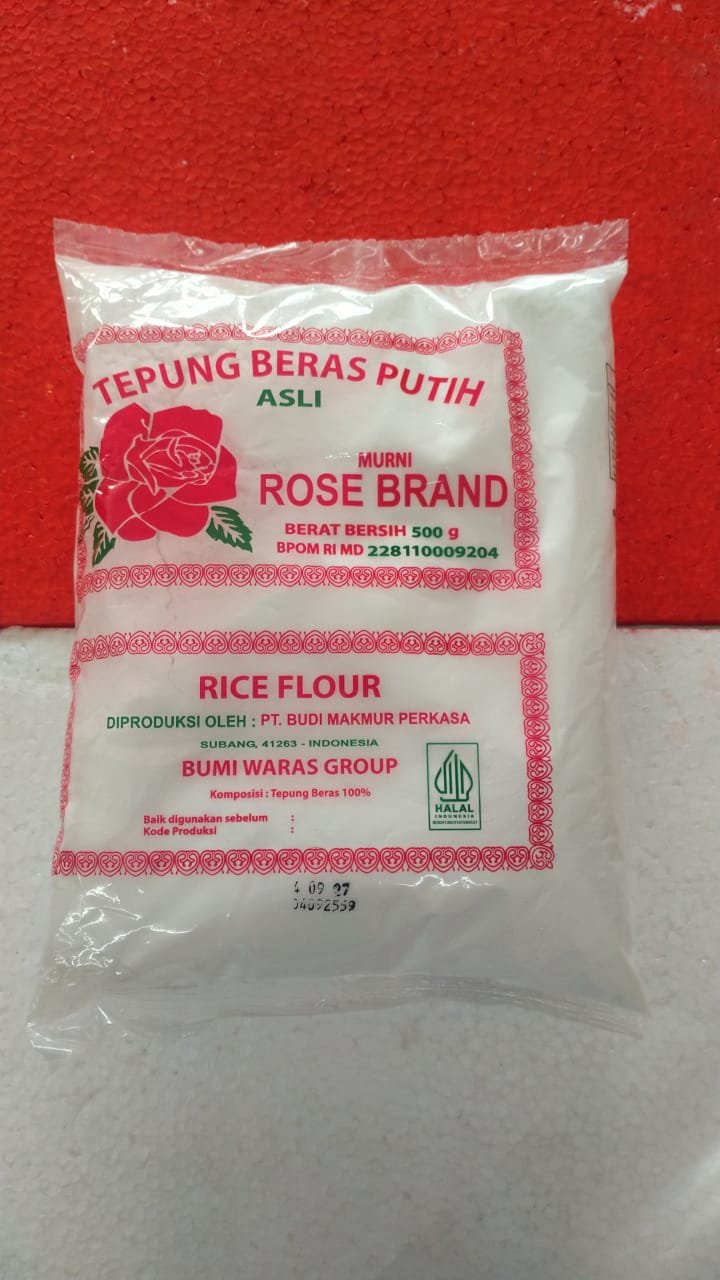 TEPUNG BERAS PUTIH
ASLI
MURNI
ROSE BRAND
BERAT BERSIH 500 g
BPOM RI MD 228110009204
RICE FLOUR
DIPRODUKSI OLEH : PT. BUDI MAKMUR PERKASA
SUBANG, 41263 - INDONESIA
BUMI WARAS GROUP
Komposisi : Tepung Beras 100%
HALAL
INDONESIA
Baik digunakan sebelum :
Kode Produksi :
4 09 27